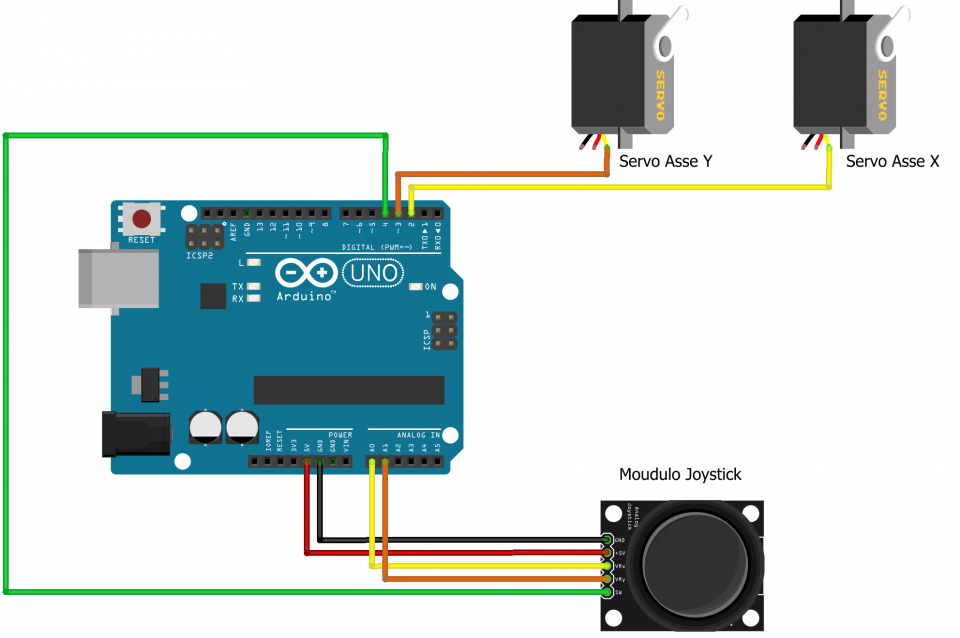 SERVO
SERVO
Servo Asse Y
Servo Asse X
RESET
ICSP2
AREF
GND
13
12
~11
~10
~9
8
7
~6
~5
4
~3
2
TX0▶1
RX0◀0
DIGITAL (PWM=~)
L
TX
RX
UNO
Arduino™
ON
1
ICSP
POWER
ANALOG IN
IOREF
RESET
3V3
5V
GND
GND
VIN
A0
A1
A2
A3
A4
A5
Moudulo Joystick
Analog
Joystick
GND
+5V
VRx
VRy
SW